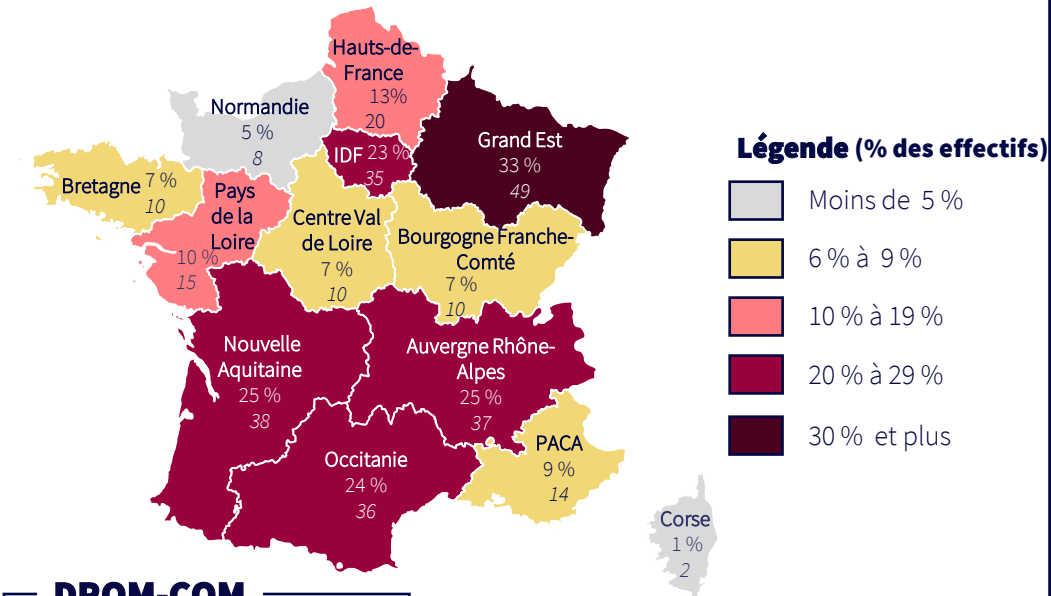 Hauts-de-
France
13%
20
Normandie
5 %
8
IDF 23 %
35
Grand Est
33 %
49
Bretagne 7 %
10
Pays
de la
Loire
10 %
15
Centre Val
de Loire
7 %
10
Bourgogne Franche-
Comté
7 %
10
Nouvelle
Aquitaine
25 %
38
Auvergne Rhône-
Alpes
25 %
37
Occitanie
24 %
36
PACA
9 %
14
Corse
1 %
2
Légende (% des effectifs)
Moins de 5 %
6 % à 9 %
10 % à 19 %
20 % à 29 %
30 % et plus
DROM-COM